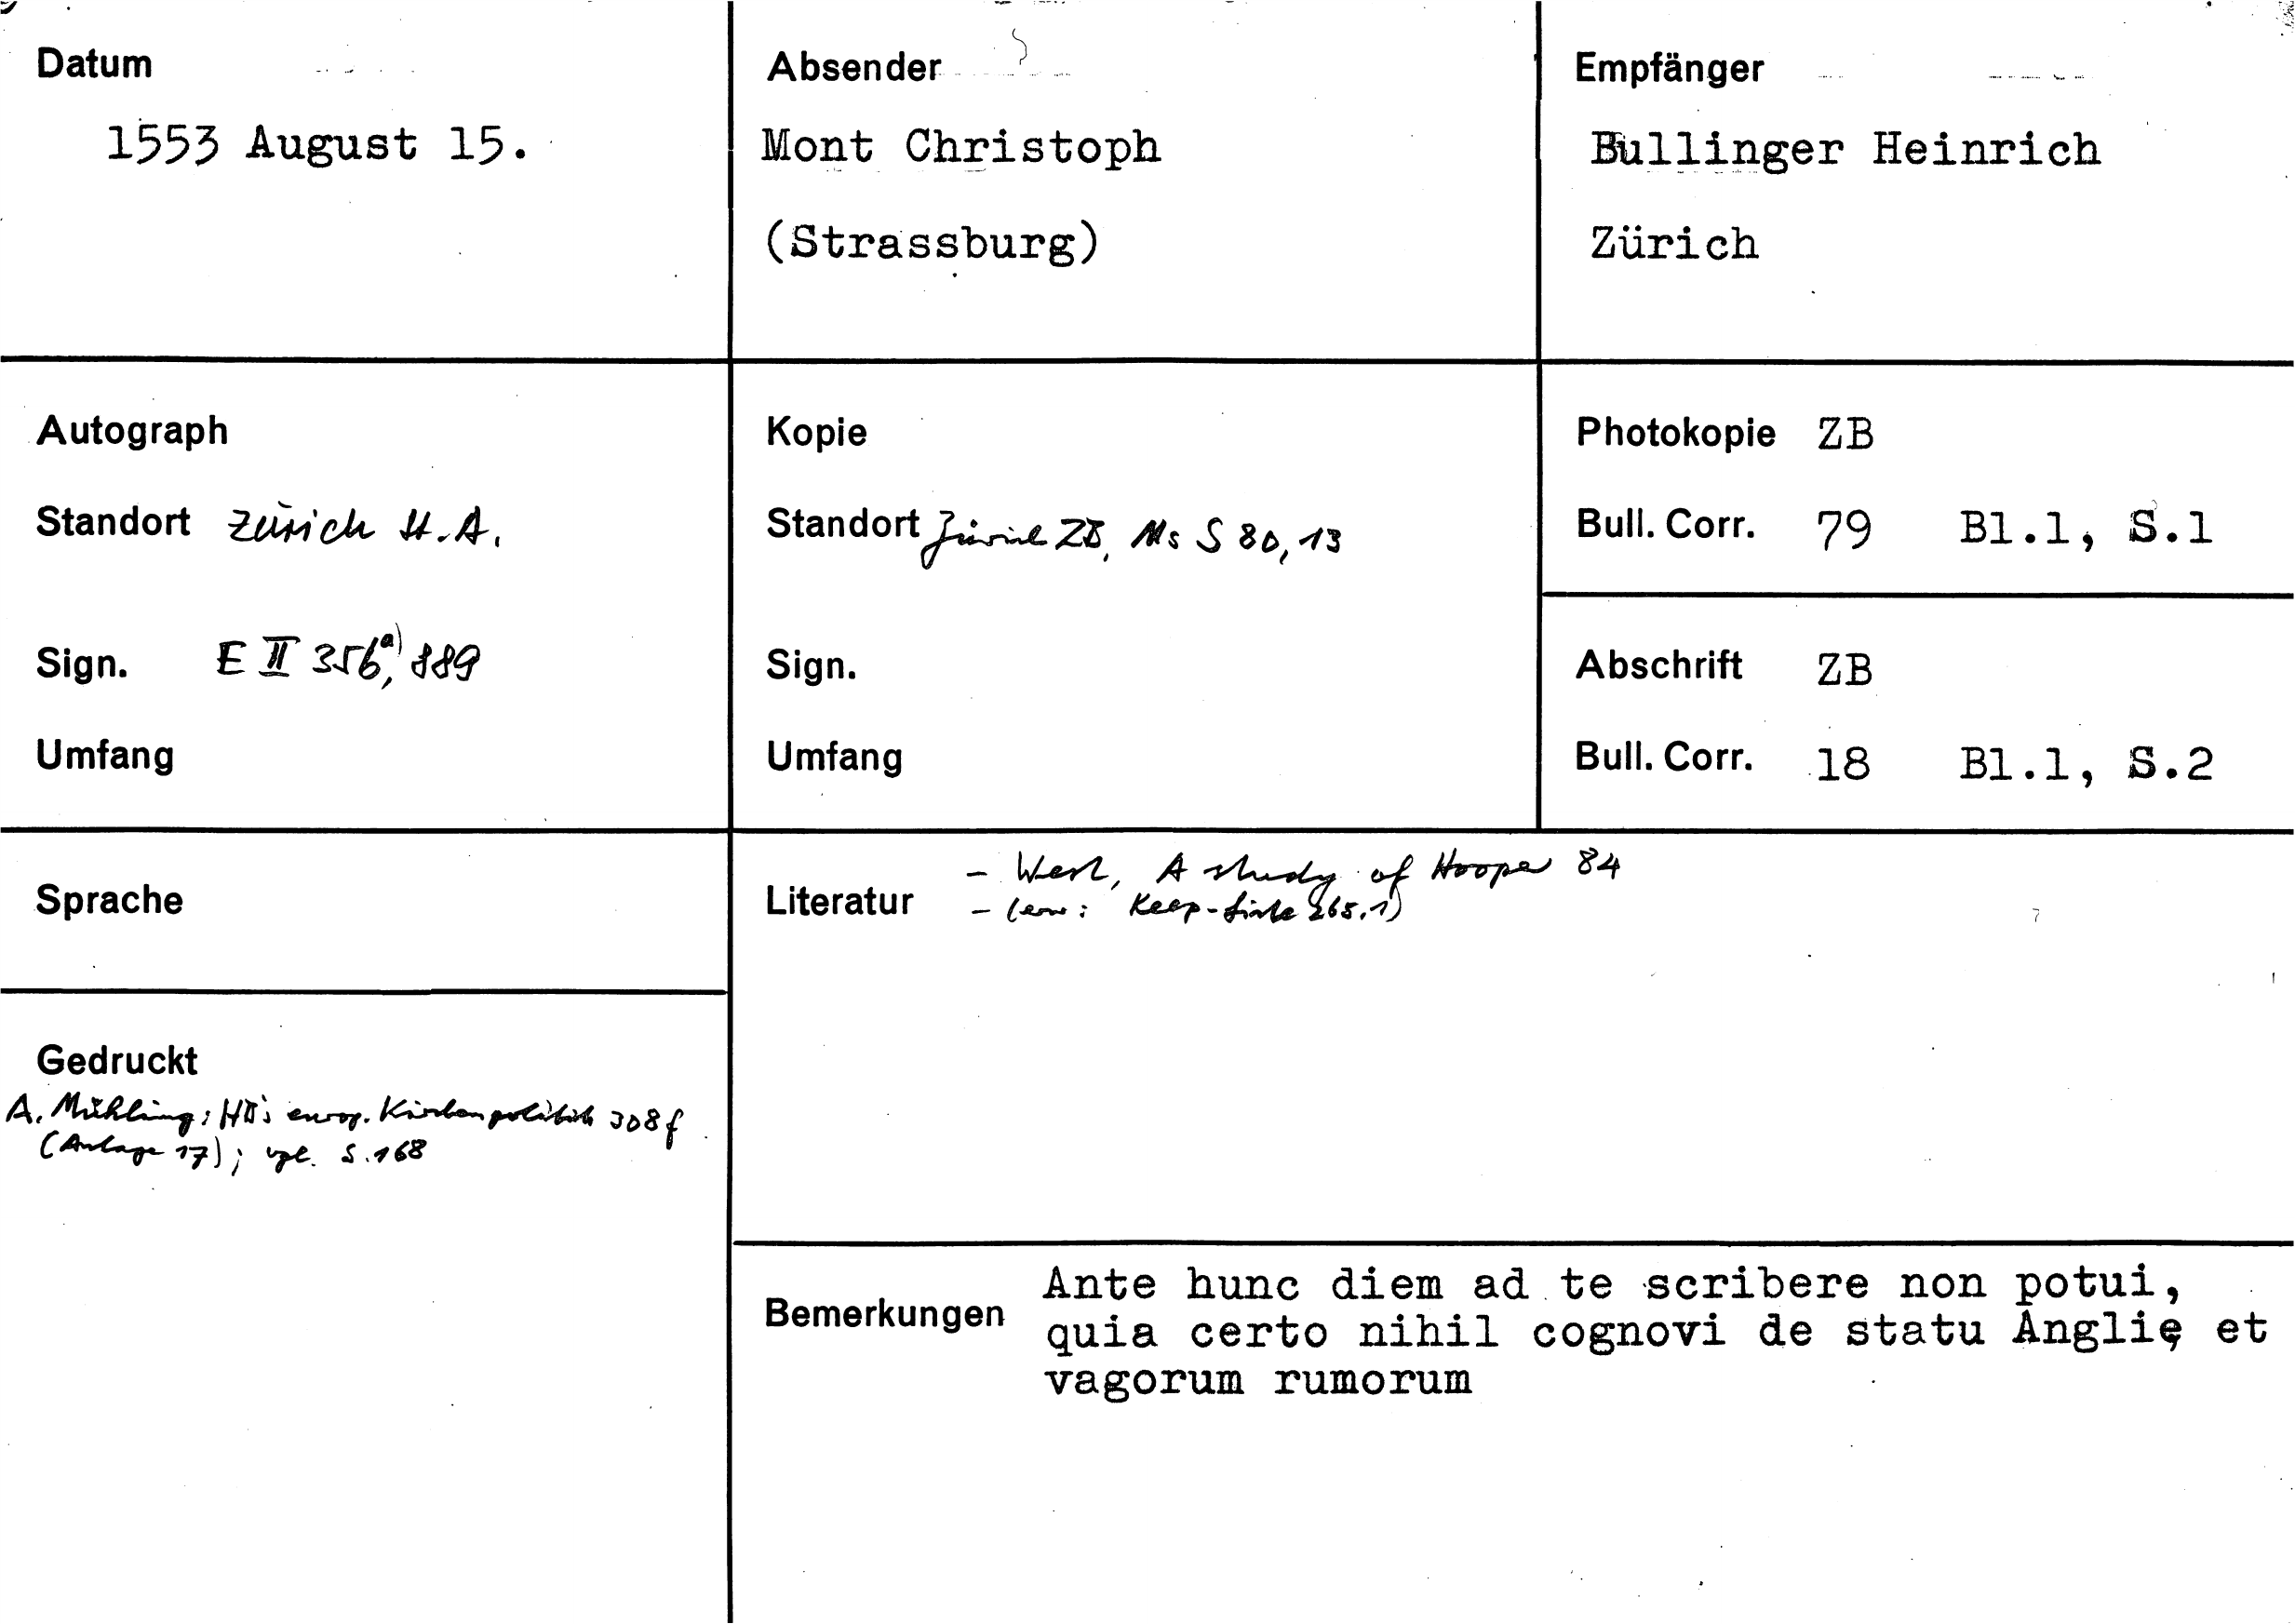 Datum
1553 August 15.
Absender
Mont Christoph
(Strassburg)
Empfänger
Bullinger Heinrich
Zürich
Autograph
Standort Zürich St.A.
Sign. E II 356a), 889
Umfang
Kopie
Standort Zürich ZB, Ms S 80, 13
Sign.
Umfang
Photokopie ZB
Bull. Corr. 79 Bl.1, S.1
Abschrift ZB
Bull. Corr. 18 Bl.1, S.2
Sprache
Gedruckt
A. Mühling: HB's europ. Kirchenpolitik 308f
(Anlage 17); vgl. S.168
Literatur
- West, A study of Hooper 84
- 265.1)
Bemerkungen
Ante hunc diem ad te scribere non potui,
quia certo nihil cognovi de statu Anglię et
vagorum rumorum